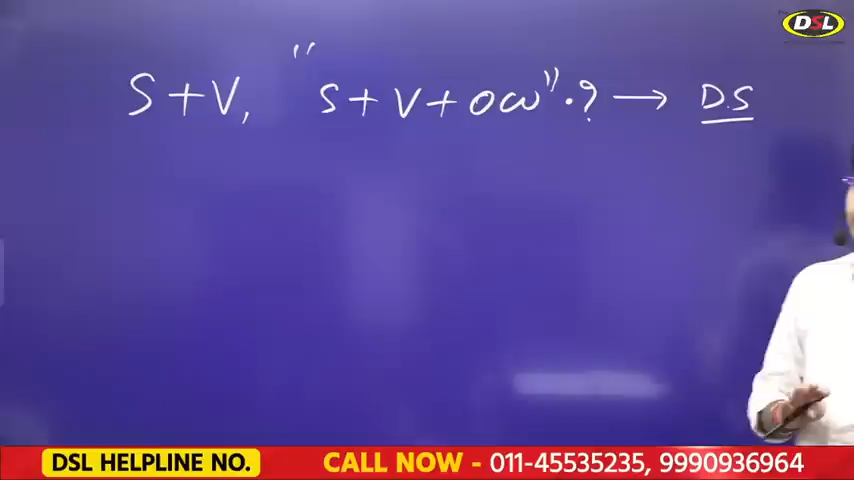 DSL
S + V, "S + V + OW". ? → D.S
DSL HELPLINE NO. CALL NOW - 011-45535235, 9990936964